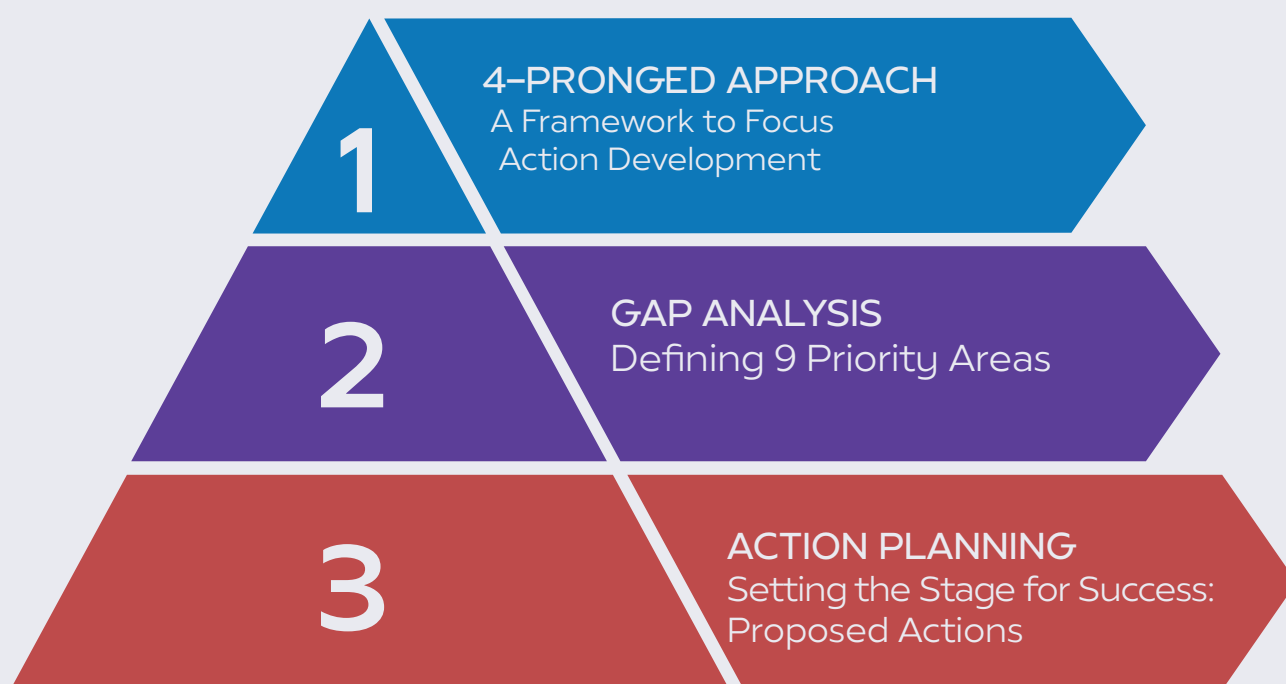 1
4-PRONGED APPROACH
A Framework to Focus
Action Development
2
GAP ANALYSIS
Defining 9 Priority Areas
3
ACTION PLANNING
Setting the Stage for Success:
Proposed Actions